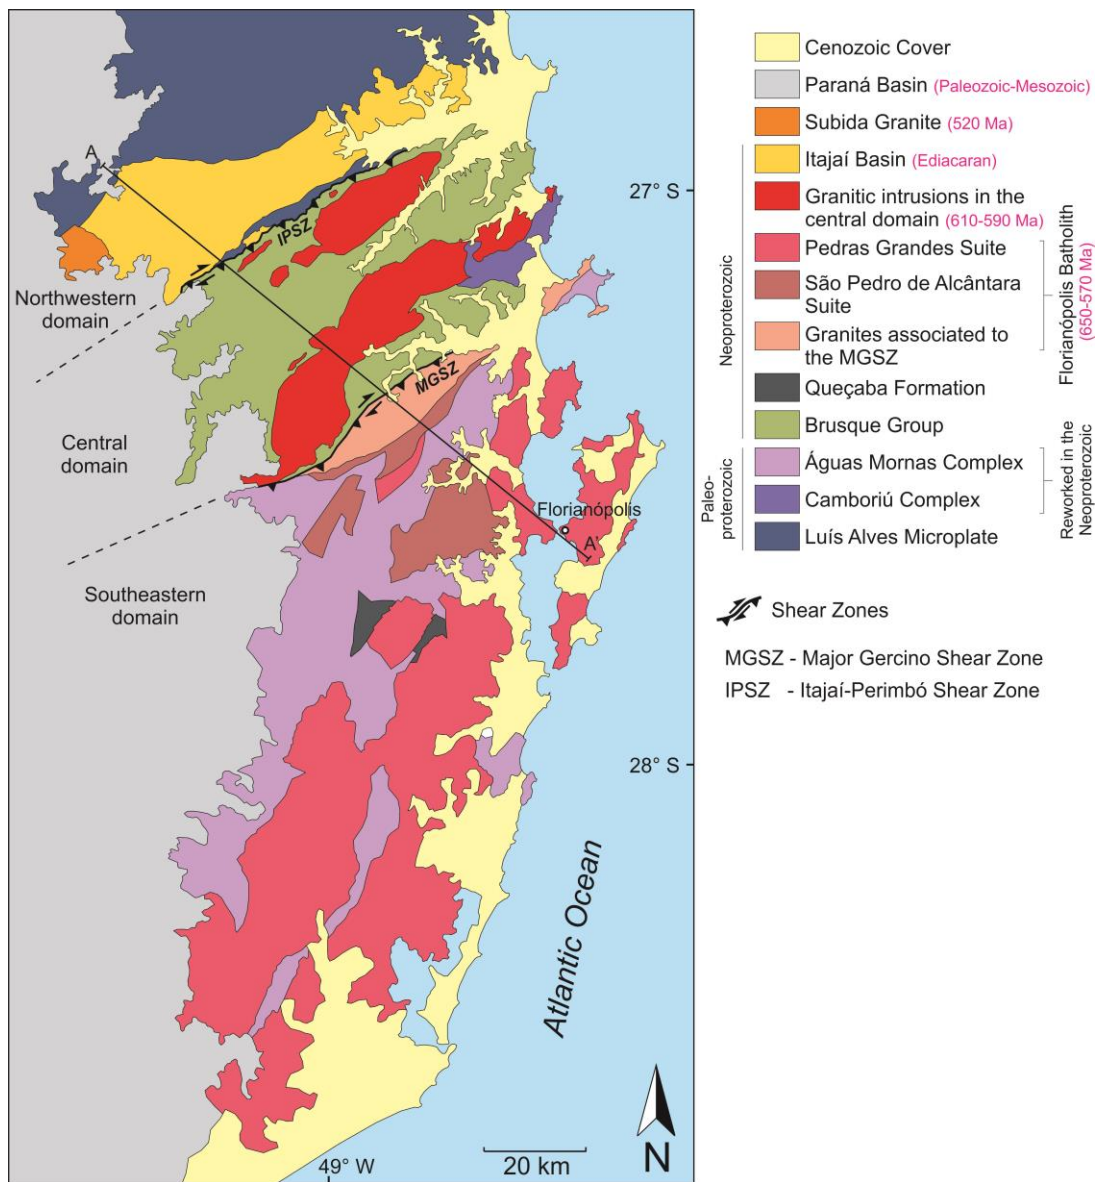 A
27° S
IPSZ
Northwestern
domain
MGSZ
Central
domain
Florianópolis
A'
Southeastern
domain
28° S
Atlantic Ocean
N
20 km
49° W
Cenozoic Cover
Paraná Basin (Paleozoic-Mesozoic)
Subida Granite (520 Ma)
Itajaí Basin (Ediacaran)
Granitic intrusions in the
central domain (610-590 Ma)
Pedras Grandes Suite
São Pedro de Alcântara
Suite
Granites associated to
the MGSZ
Queçaba Formation
Brusque Group
Águas Mornas Complex
Camboriú Complex
Luís Alves Microplate
Neoproterozoic
Paleo-
proterozoic
Florianópolis Batholith
(650-570 Ma)
Reworked in the
Neoproterozoic
Shear Zones
MGSZ - Major Gercino Shear Zone
IPSZ - Itajaí-Perimbó Shear Zone